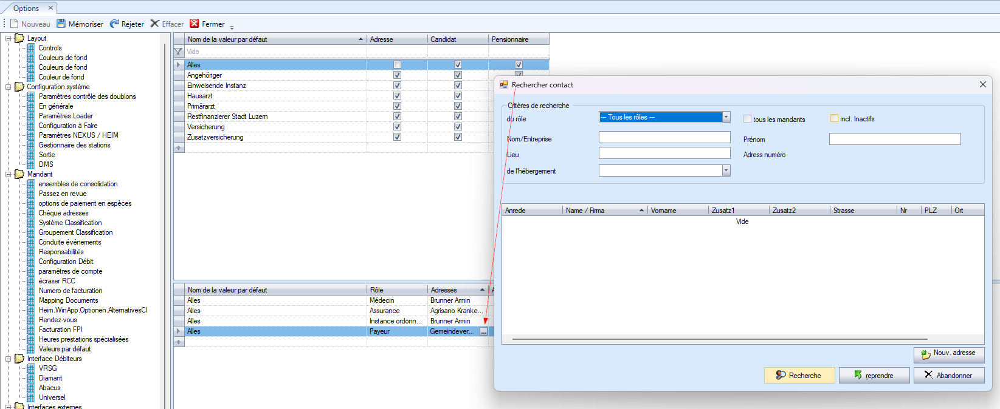 Options
Nouveau Mémoriser Rejeter Effacer Fermer
Layout
Controls
Couleurs de fond
Couleurs de fond
Couleur de fond
Configuration système
Paramètres contrôle des doublons
En générale
Paramètres Loader
Configuration à Faire
Paramètres NEXUS / HEIM
Gestionnaire des stations
Sortie
DMS
Mandant
ensembles de consolidation
Passez en revue
options de paiement en espèces
Chèque adresses
Système Classification
Groupement Classification
Conduite événements
Responsabilités
Configuration Débit
paramètres de compte
écraser RCC
Numero de facturation
Mapping Documents
Heim.WinApp.Optionen.AlternativesCI
Rendez-vous
Facturation FPI
Heures prestations spécialisées
Valeurs par défaut
Interface Débiteurs
VRSG
Diamant
Abacus
Universel
Interfaces externes
Nom de la valeur par défaut Adresse Candidat Pensionnaire
Vide
Alles
Angehöriger
Einweisende Instanz
Hausarzt
Primärarzt
Restfinanzierer Stadt Luzern
Versicherung
Zusatzversicherung
Nom de la valeur par défaut Rôle Adresses
Alles Médecin Brunner Armin
Alles Assurance Agrisano Kranke...
Alles Instance ordonn... Brunner Armin
Alles Payeur Gemeindever... ...
Rechercher contact
Critères de recherche
du rôle --- Tous les rôles --- tous les mandants incl. Inactifs
Nom/Entreprise Prénom
Lieu Adress numéro
de l'hébergement
Anrede Name / Firma Vorname Zusatz1 Zusatz2 Strasse Nr PLZ Ort
Vide
Nouv. adresse
Recherche reprendre Abandonner